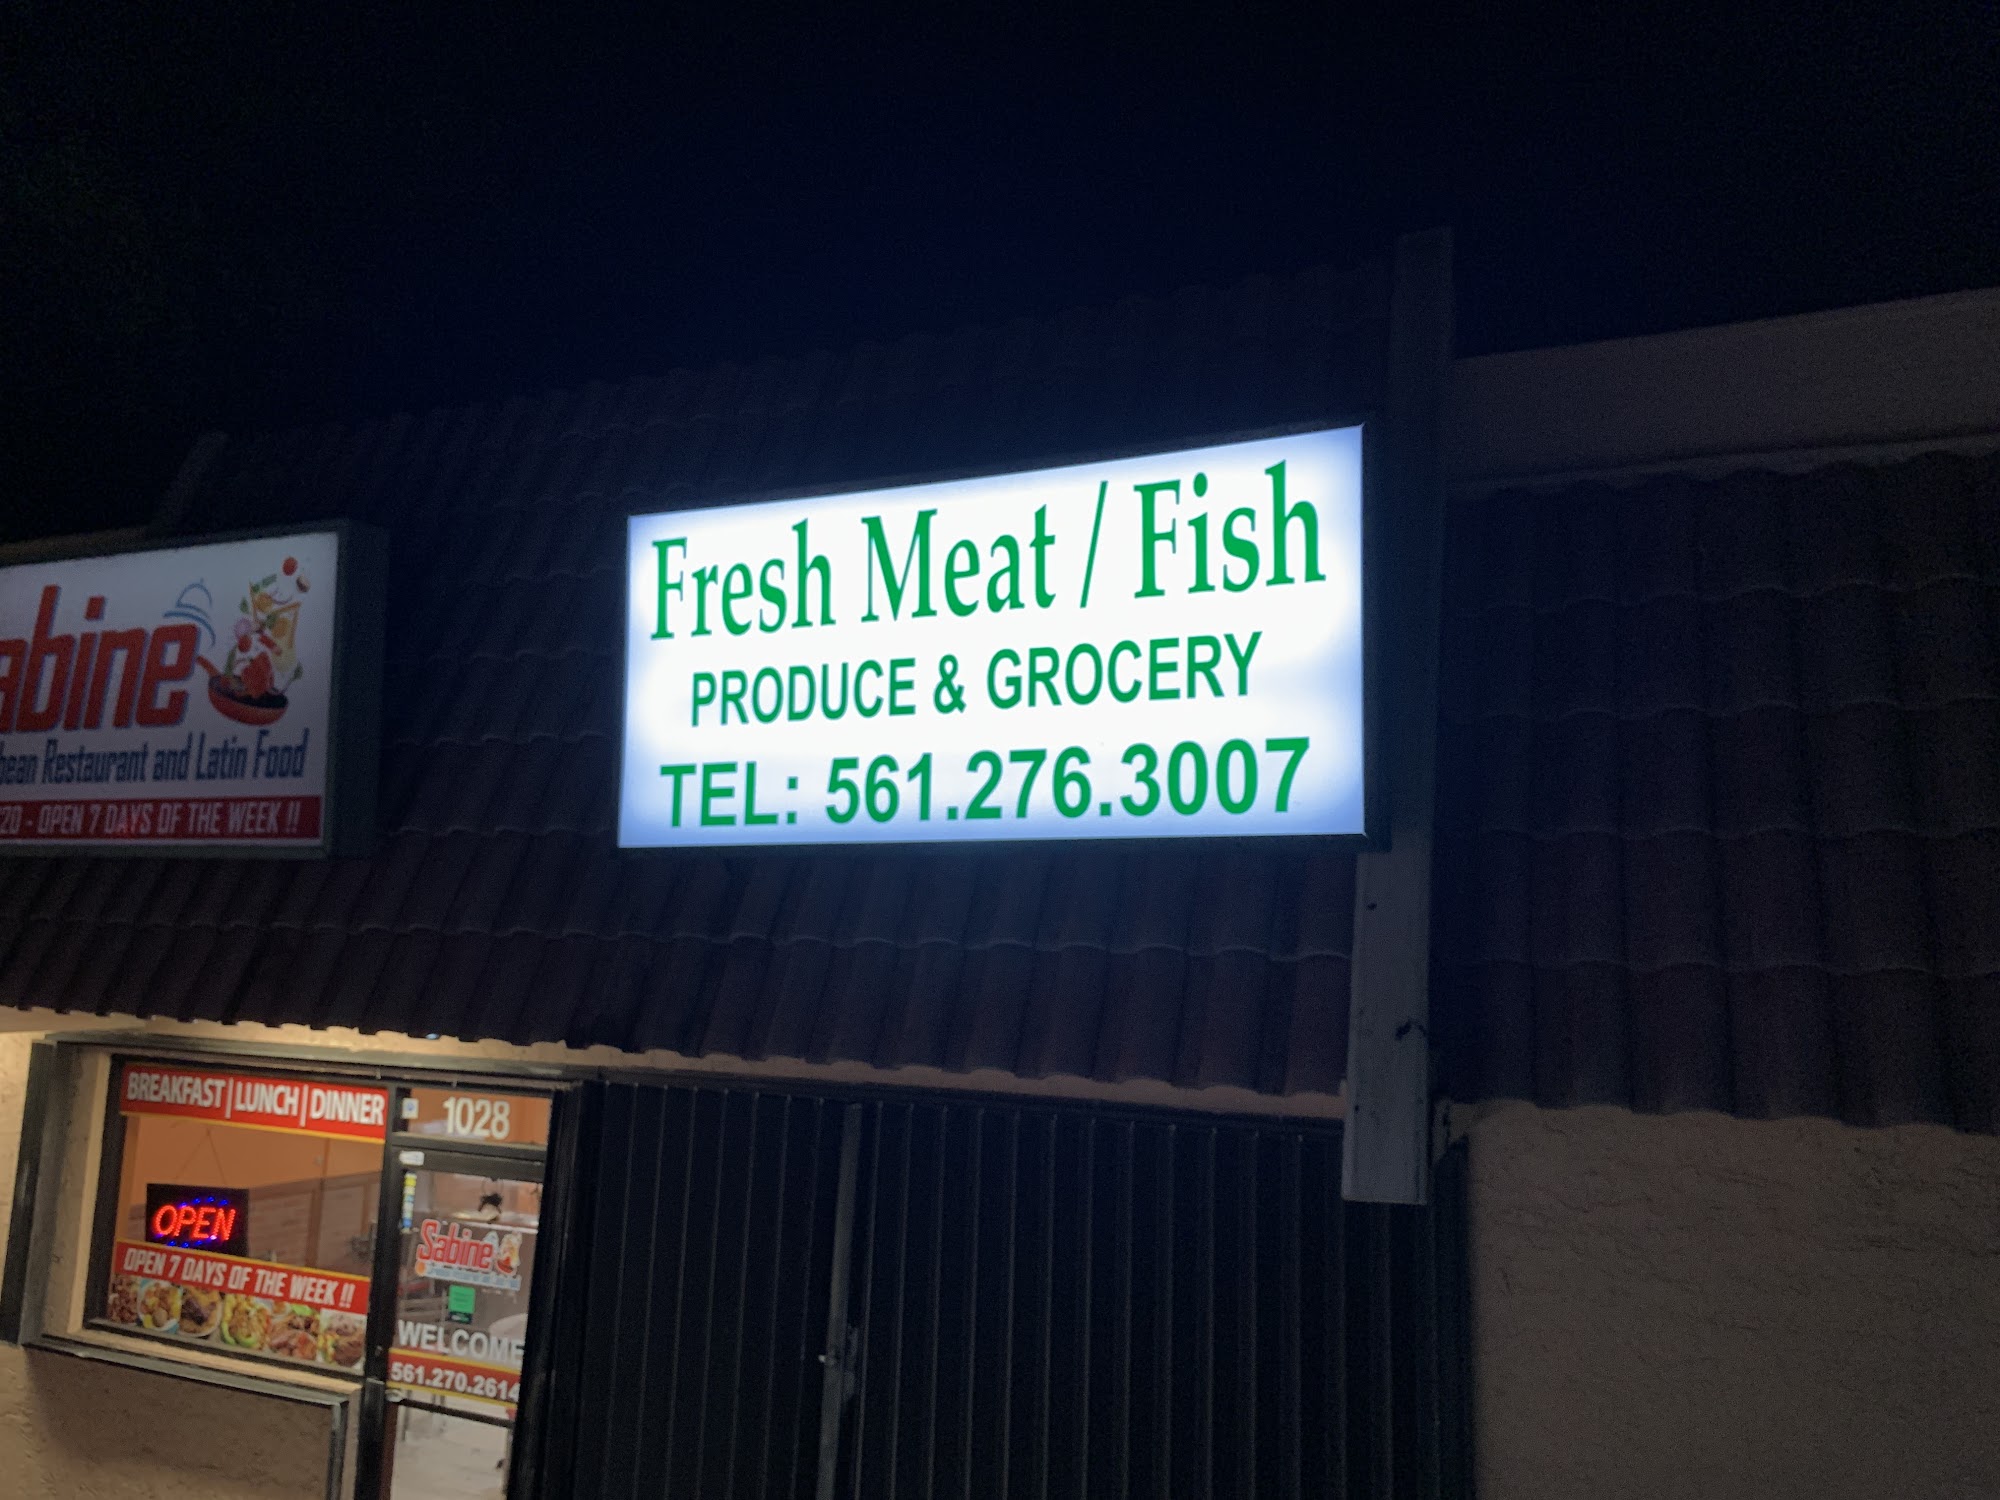 Fresh Meat / Fish
PRODUCE & GROCERY
TEL: 561.276.3007
abine
bean Restaurant and Latin Food
20 - OPEN 7 DAYS OF THE WEEK !!
BREAKFAST | LUNCH | DINNER
1028
OPEN
OPEN 7 DAYS OF THE WEEK !!
Sabine
WELCOME
561.270.2614